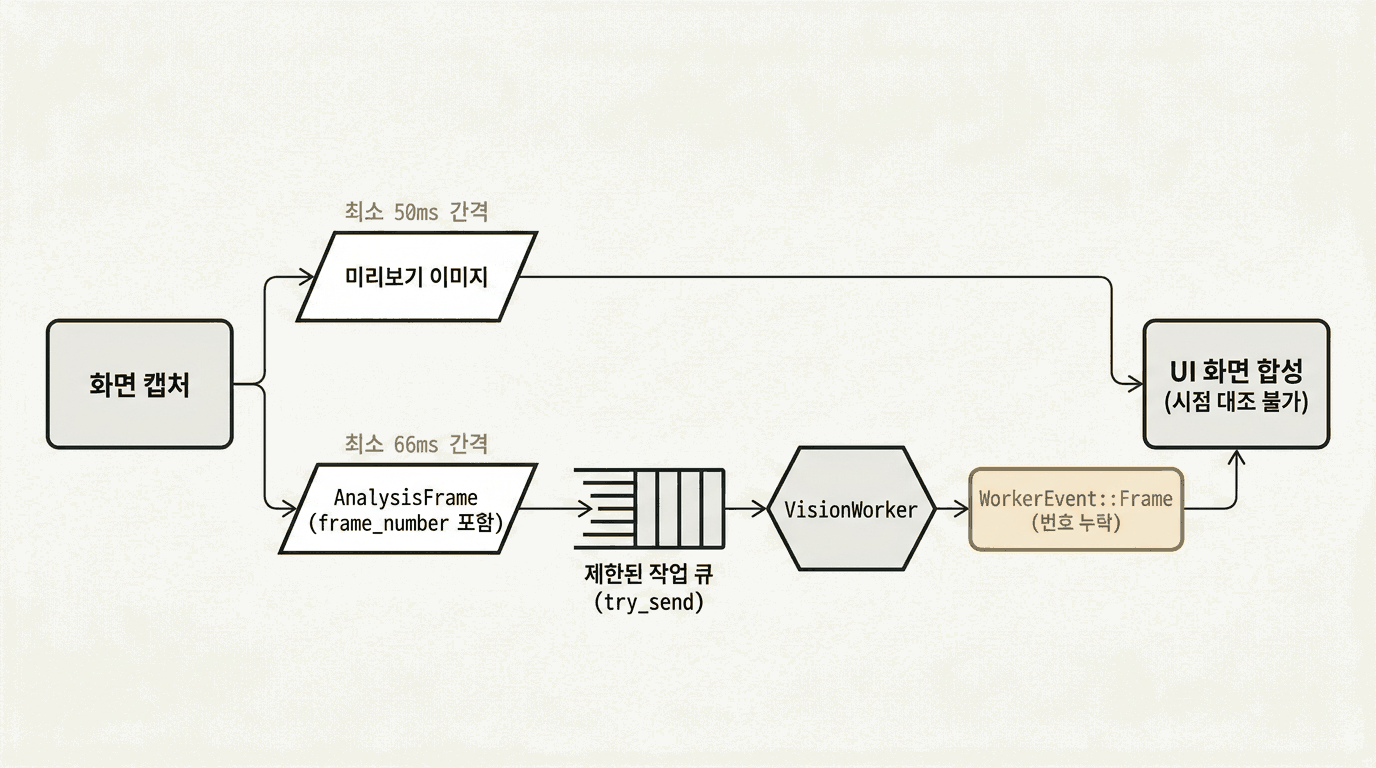 최소 50ms 간격
미리보기 이미지
화면 캡처
UI 화면 합성
(시점 대조 불가)
최소 66ms 간격
AnalysisFrame
(frame_number 포함)
VisionWorker
WorkerEvent::Frame
(번호 누락)
제한된 작업 큐
(try_send)